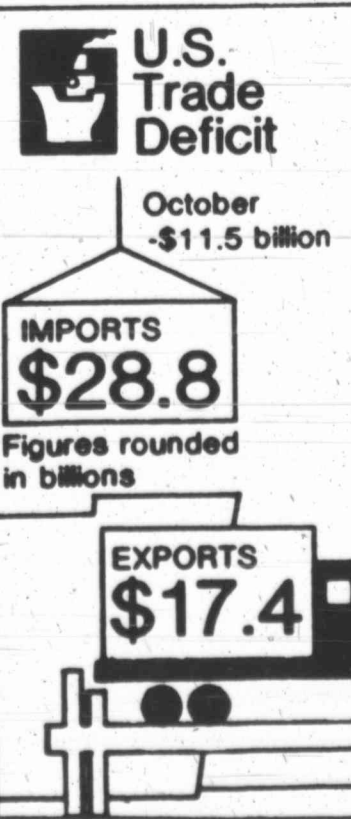 U.S.
Trade
Deficit
October
-$11.5 billion
IMPORTS
$28.8
Figures rounded
in billions
EXPORTS
$17.4